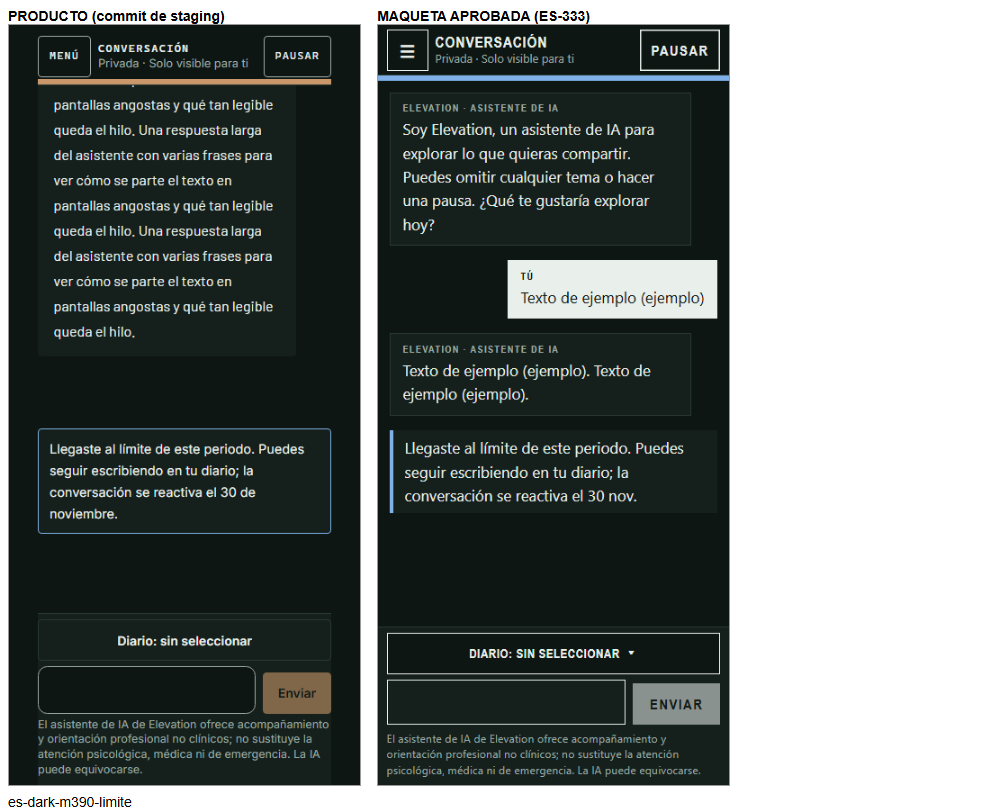 PRODUCTO (commit de staging)
MENÚ
CONVERSACIÓN
Privada · Solo visible para ti
PAUSAR
pantallas angostas y qué tan legible
queda el hilo. Una respuesta larga
del asistente con varias frases para
ver cómo se parte el texto en
pantallas angostas y qué tan legible
queda el hilo. Una respuesta larga
del asistente con varias frases para
ver cómo se parte el texto en
pantallas angostas y qué tan legible
queda el hilo.
Llegaste al límite de este periodo. Puedes
seguir escribiendo en tu diario; la
conversación se reactiva el 30 de
noviembre.
Diario: sin seleccionar
Enviar
El asistente de IA de Elevation ofrece acompañamiento
y orientación profesional no clínicos; no sustituye la
atención psicológica, médica ni de emergencia. La IA
puede equivocarse.
MAQUETA APROBADA (ES-333)
☰
CONVERSACIÓN
Privada · Solo visible para ti
PAUSAR
ELEVATION · ASISTENTE DE IA
Soy Elevation, un asistente de IA para
explorar lo que quieras compartir.
Puedes omitir cualquier tema o hacer
una pausa. ¿Qué te gustaría explorar
hoy?
TÚ
Texto de ejemplo (ejemplo)
ELEVATION · ASISTENTE DE IA
Texto de ejemplo (ejemplo). Texto de
ejemplo (ejemplo).
Llegaste al límite de este periodo. Puedes
seguir escribiendo en tu diario; la
conversación se reactiva el 30 nov.
DIARIO: SIN SELECCIONAR ▾
ENVIAR
El asistente de IA de Elevation ofrece acompañamiento y
orientación profesional no clínicos; no sustituye la atención
psicológica, médica ni de emergencia. La IA puede equivocarse.
es-dark-m390-limite